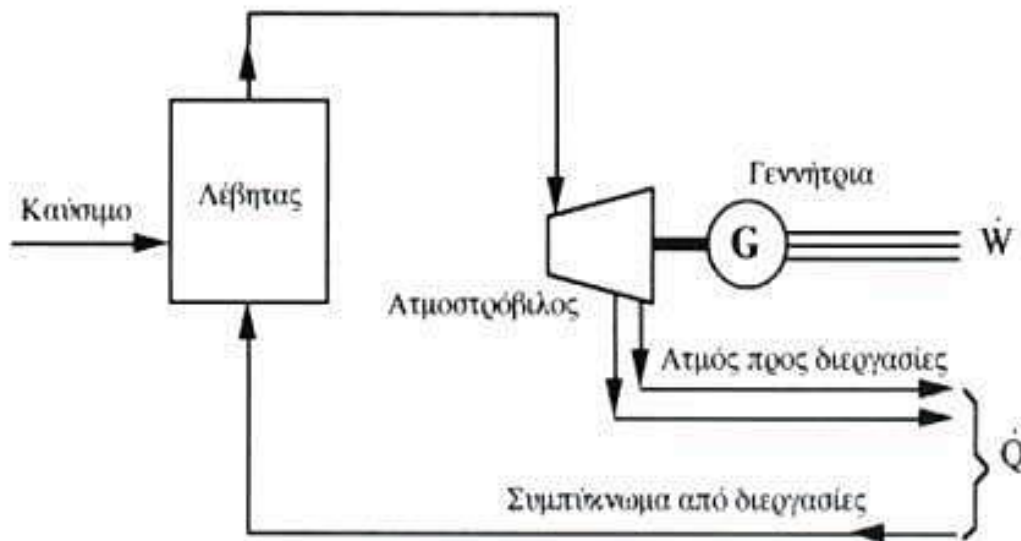 Λέβητας
Καύσιμο
Γεννήτρια
G
Ẇ
Ατμοστρόβιλος
Ατμός προς διεργασίες
Q̇
Συμπύκνωμα από διεργασίες